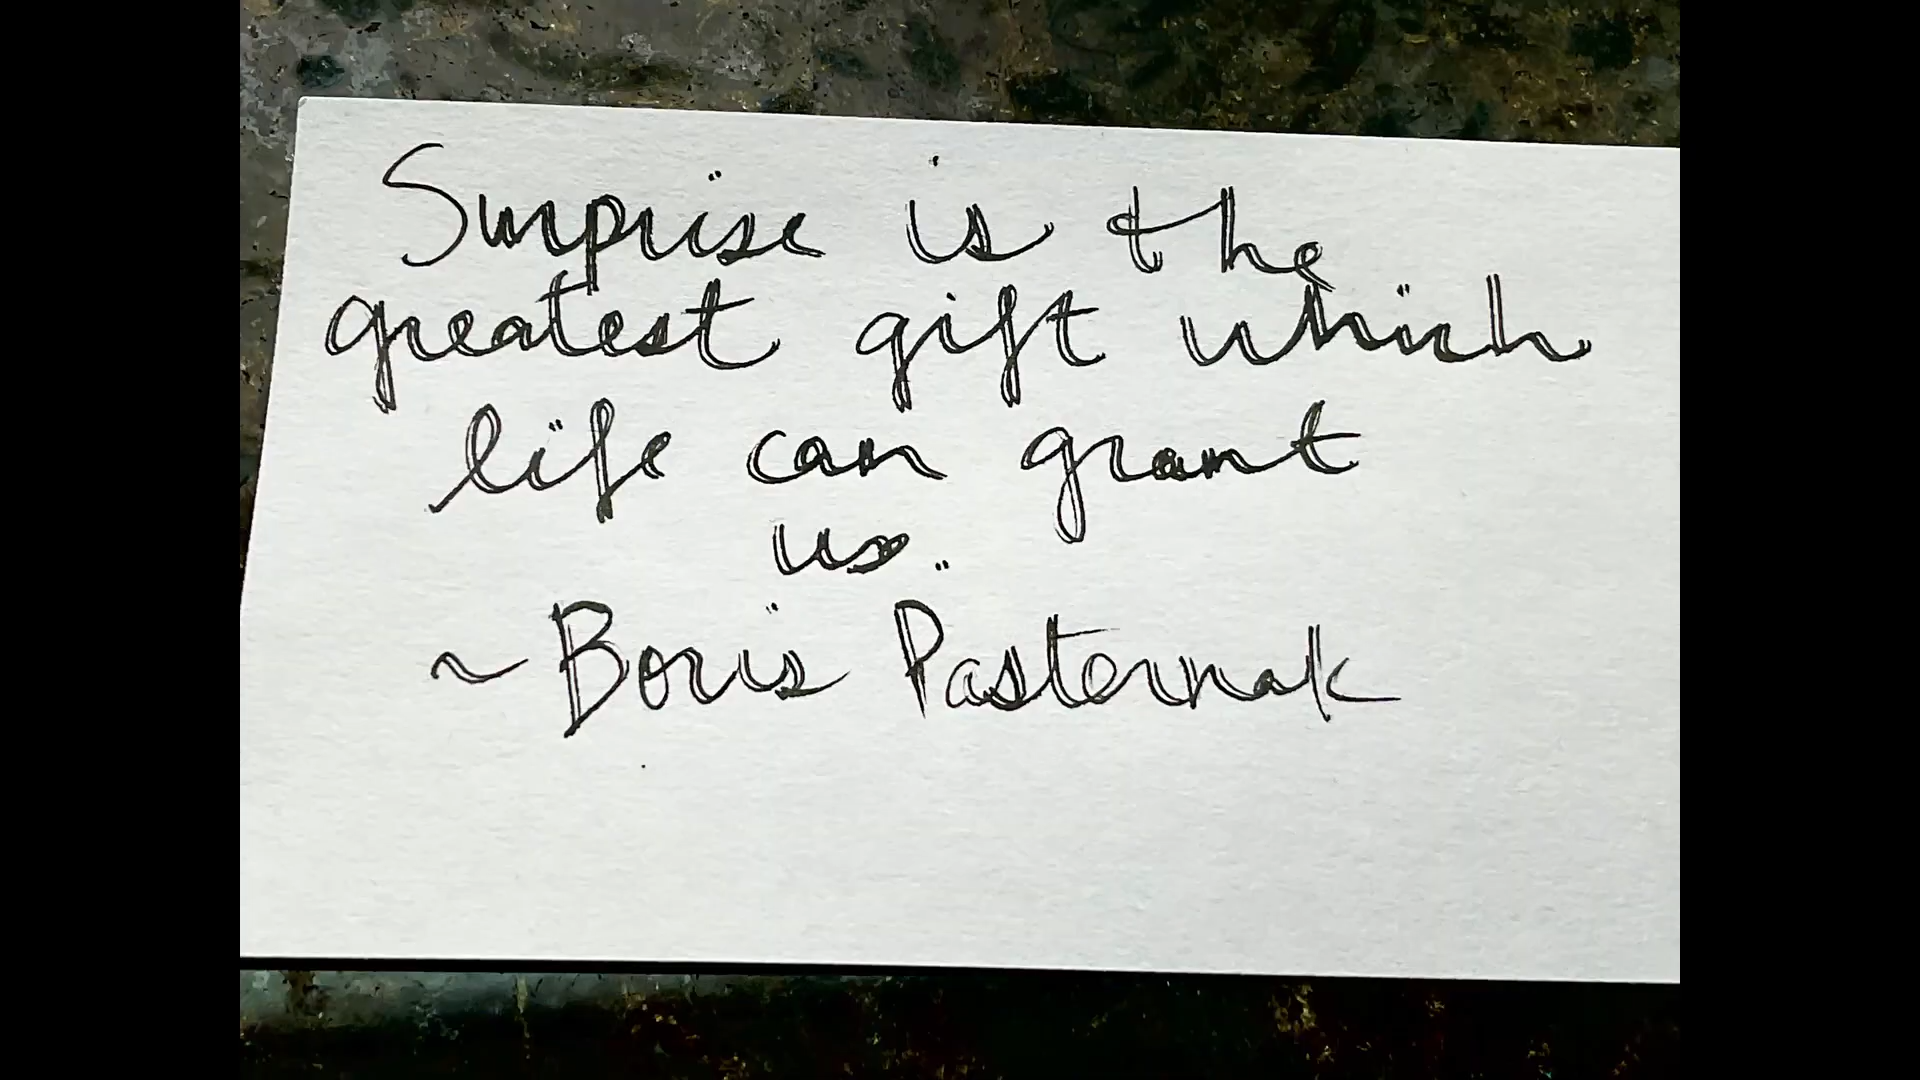 Surprise is the
greatest gift which
life can grant
us.
~ Boris Pasternak